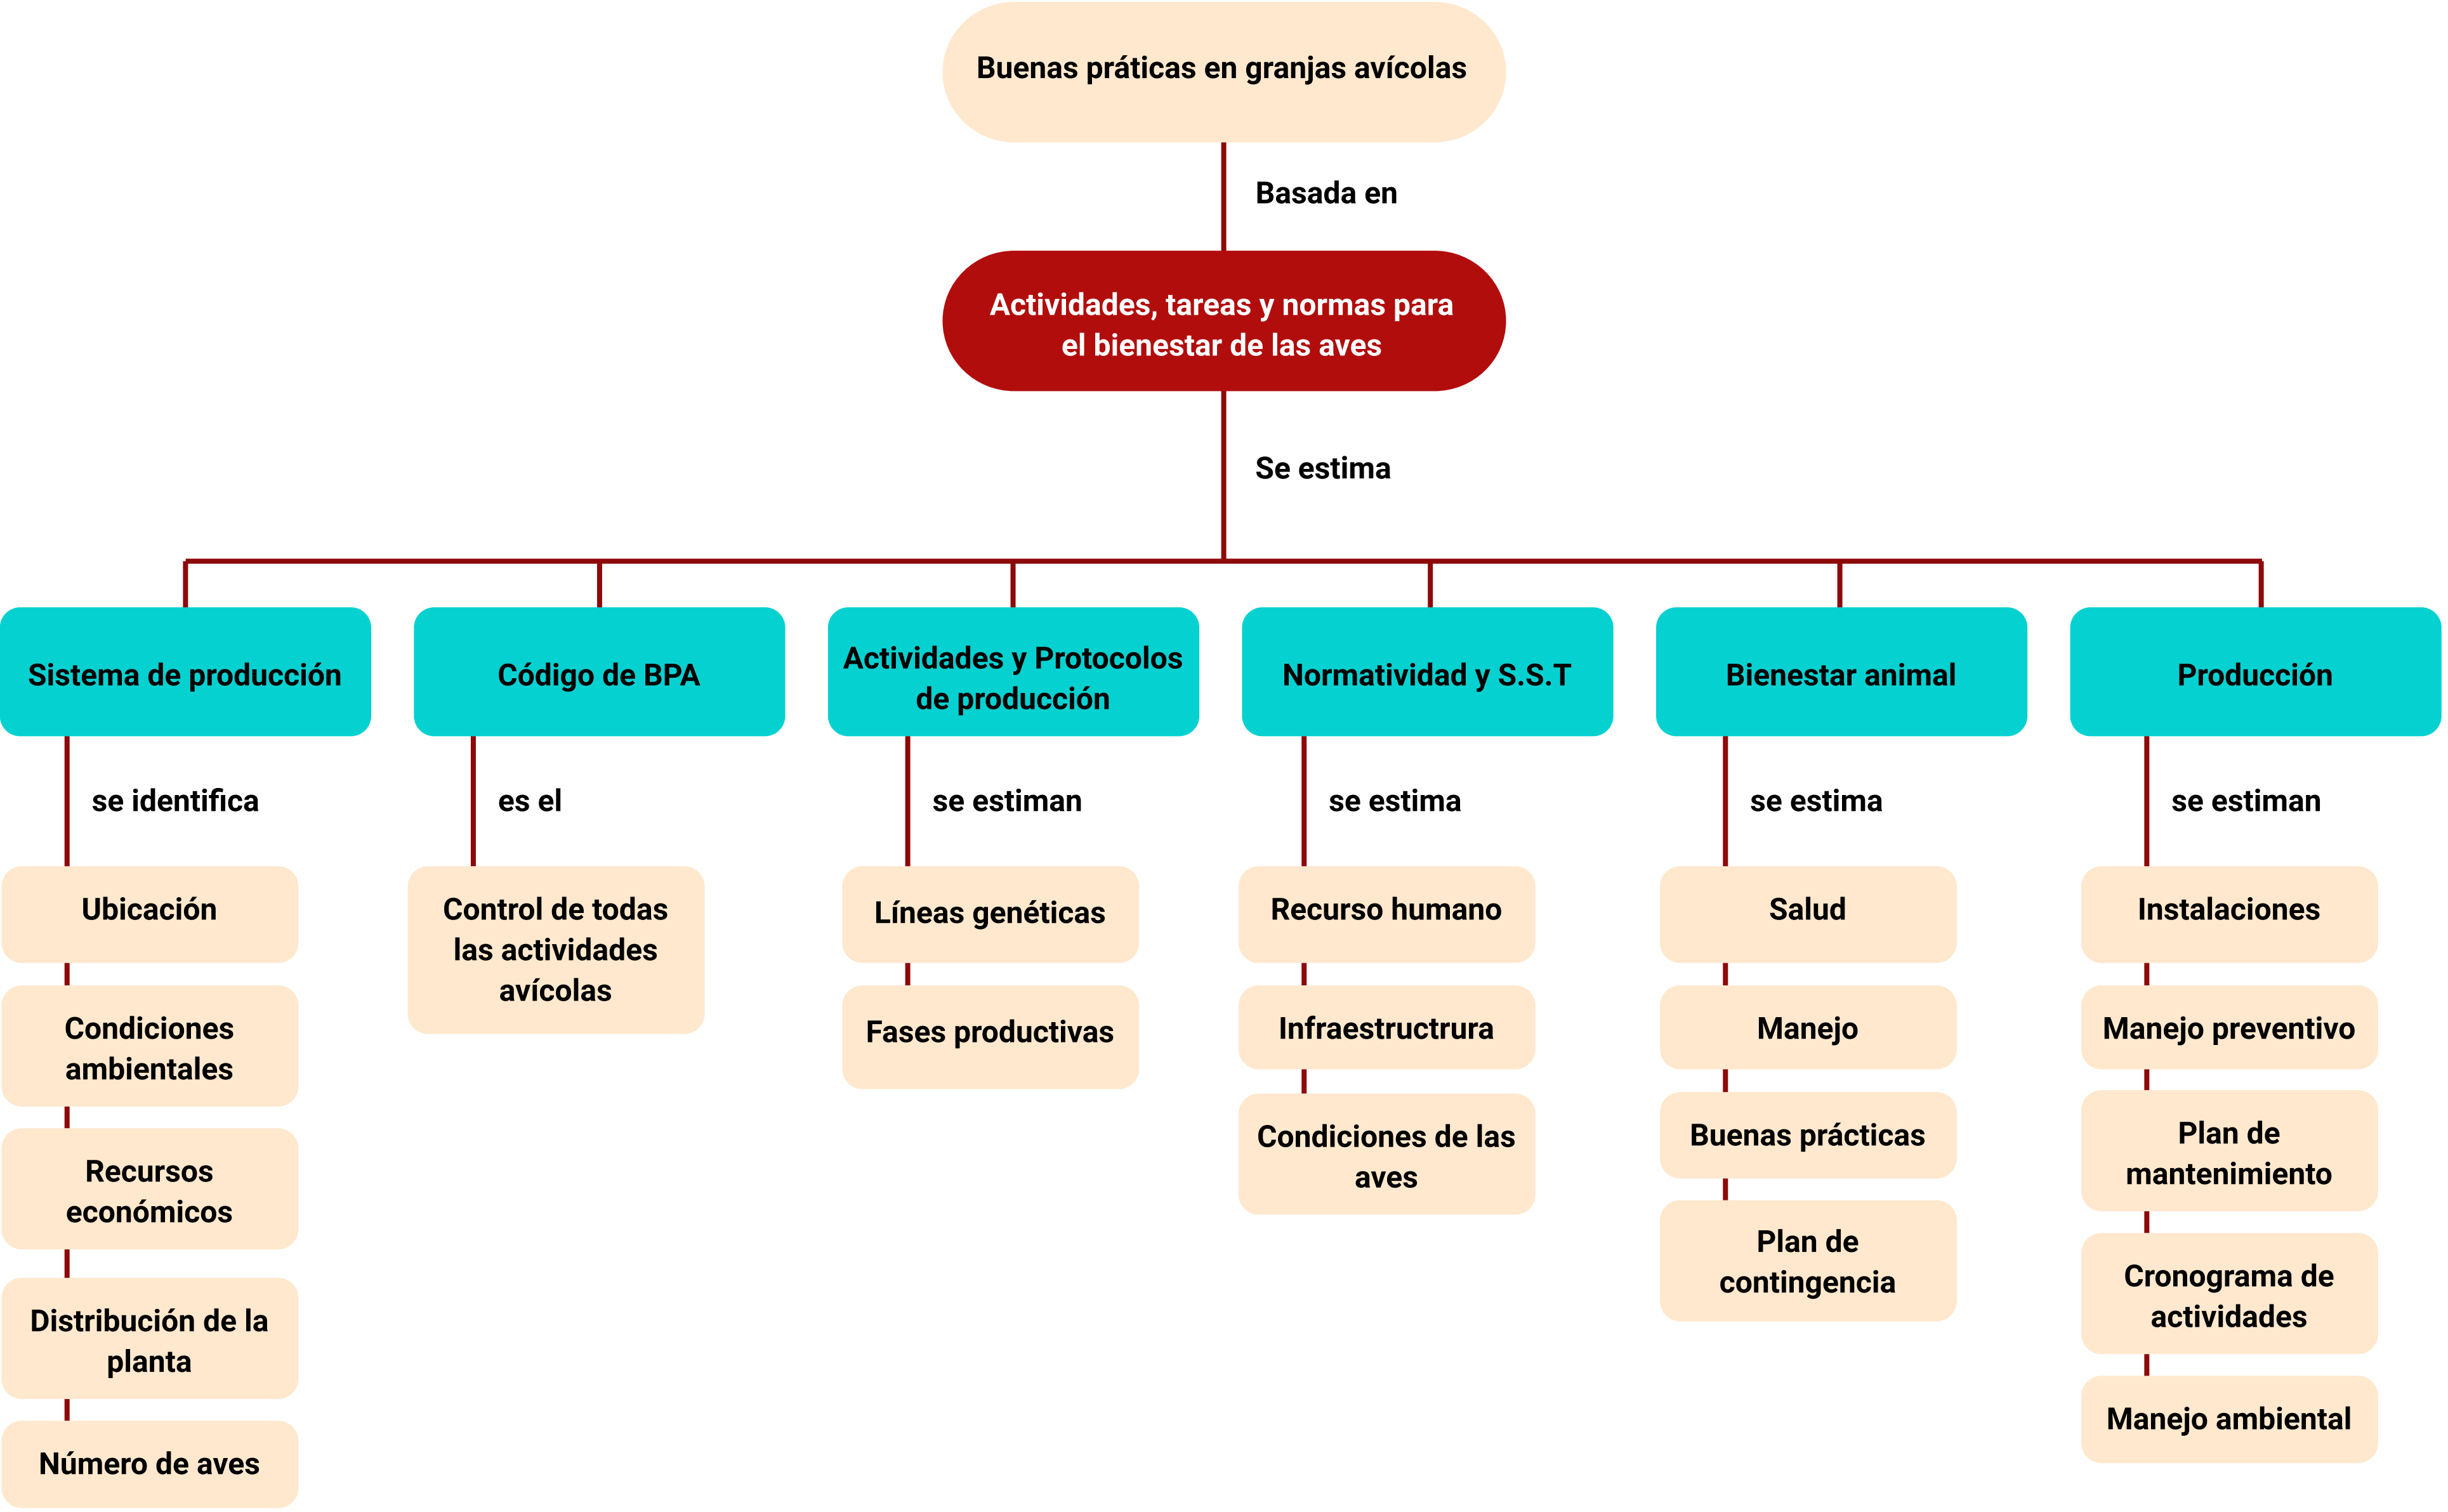 Buenas práticas en granjas avícolas
Basada en
Actividades, tareas y normas para
el bienestar de las aves
Se estima
Sistema de producción
se identifica
Ubicación
Condiciones
ambientales
Recursos
económicos
Distribución de la
planta
Número de aves
Código de BPA
es el
Control de todas
las actividades
avícolas
Actividades y Protocolos
de producción
se estiman
Líneas genéticas
Fases productivas
Normatividad y S.S.T
se estima
Recurso humano
Infraestructrura
Condiciones de las
aves
Bienestar animal
se estima
Salud
Manejo
Buenas prácticas
Plan de
contingencia
Producción
se estiman
Instalaciones
Manejo preventivo
Plan de
mantenimiento
Cronograma de
actividades
Manejo ambiental